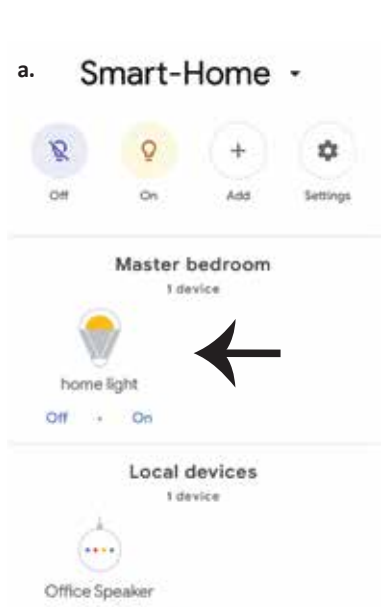 a. Smart-Home
Off On Add Settings
Master bedroom
1 device
home light
Off • On
Local devices
1 device
Office Speaker